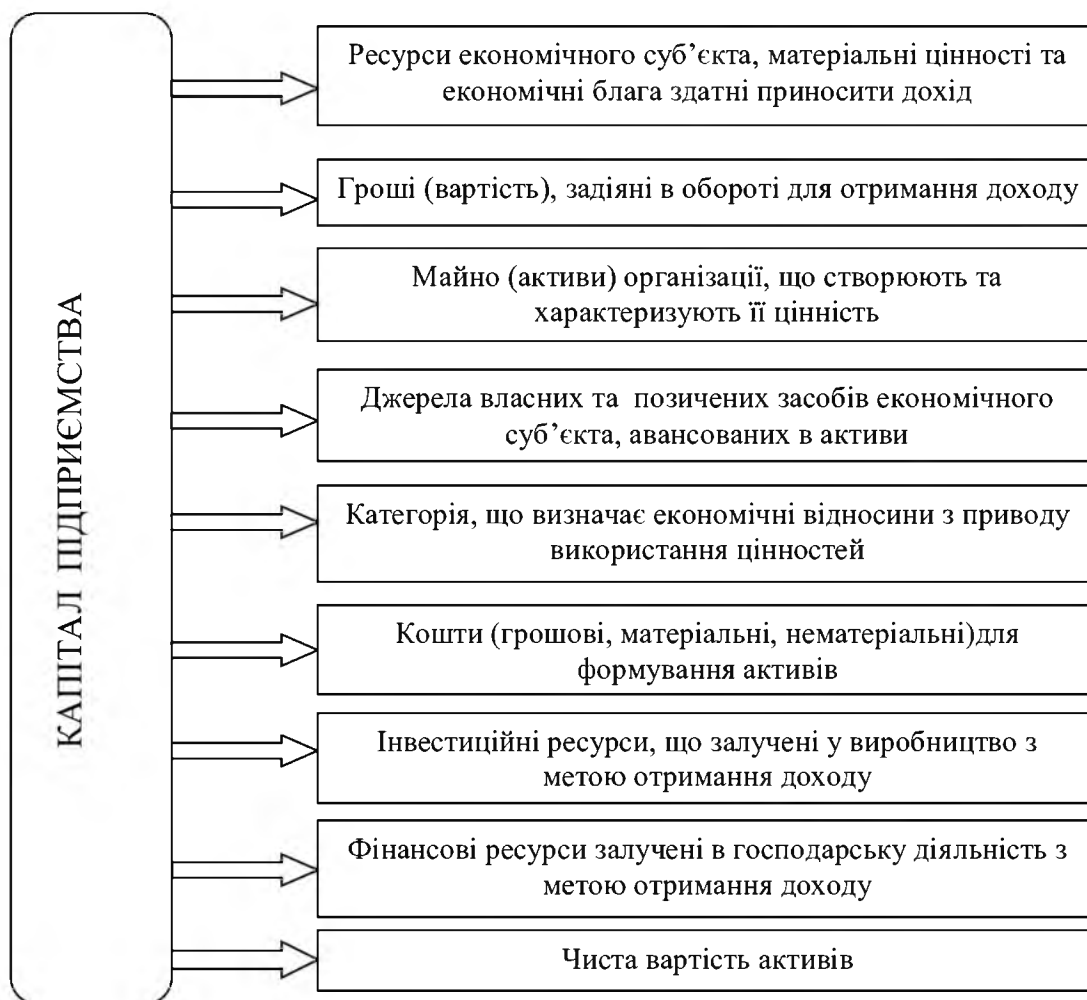 КАПІТАЛ ПІДПРИЄМСТВА
Ресурси економічного суб’єкта, матеріальні цінності та
економічні блага здатні приносити дохід
Гроші (вартість), задіяні в обороті для отримання доходу
Майно (активи) організації, що створюють та
характеризують її цінність
Джерела власних та позичених засобів економічного
суб’єкта, авансованих в активи
Категорія, що визначає економічні відносини з приводу
використання цінностей
Кошти (грошові, матеріальні, нематеріальні)для
формування активів
Інвестиційні ресурси, що залучені у виробництво з
метою отримання доходу
Фінансові ресурси залучені в господарську діяльність з
метою отримання доходу
Чиста вартість активів